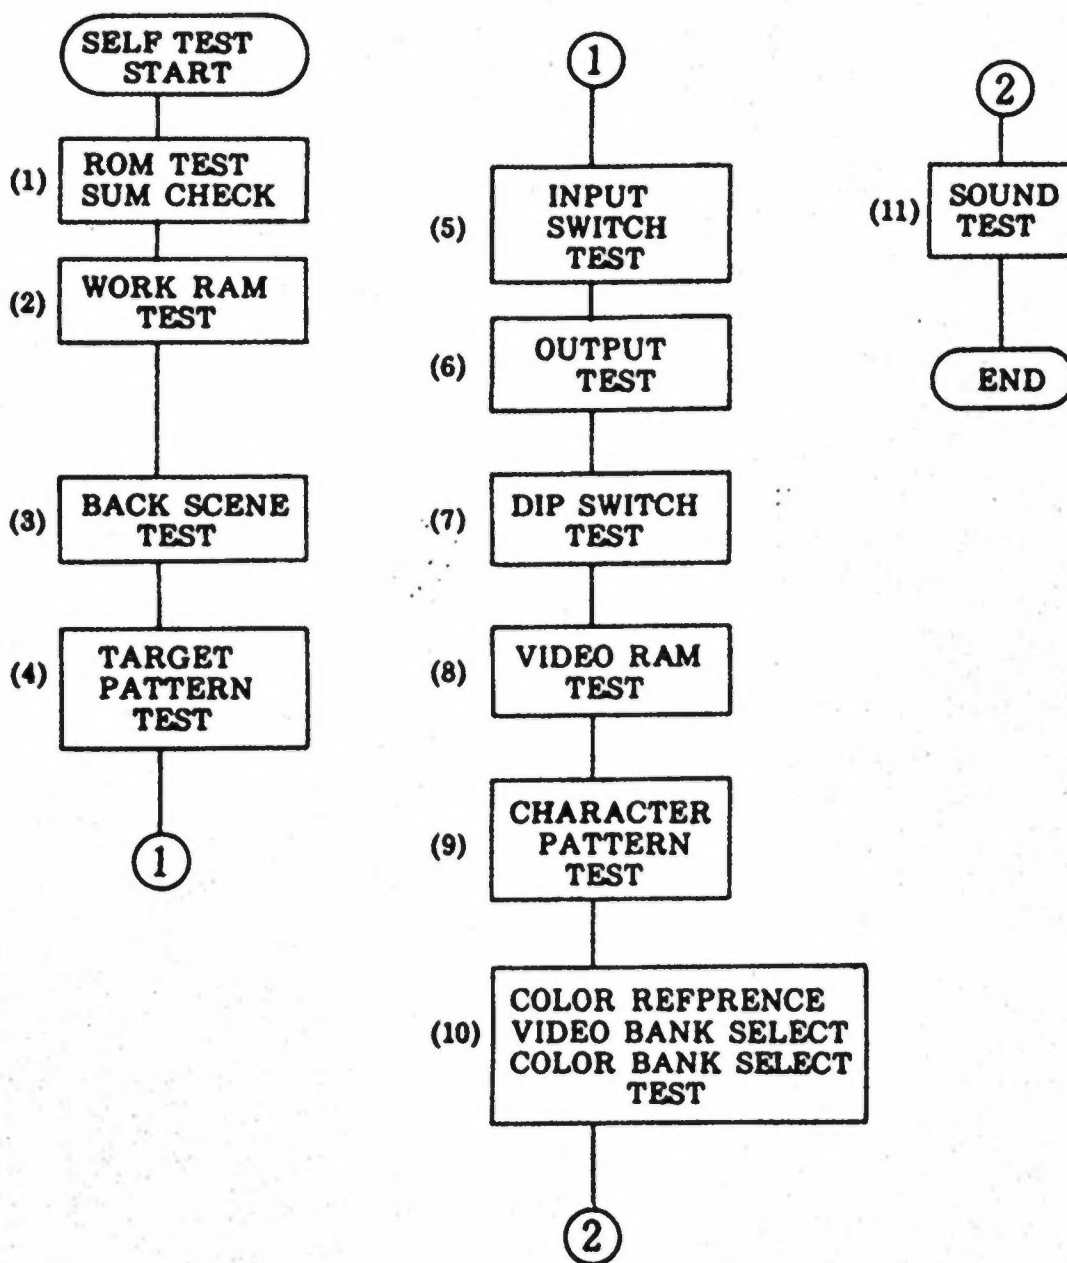 SELF TEST
START
(1)
ROM TEST
SUM CHECK
(2)
WORK RAM
TEST
(3)
BACK SCENE
TEST
(4)
TARGET
PATTERN
TEST
1
1
(5)
INPUT
SWITCH
TEST
(6)
OUTPUT
TEST
(7)
DIP SWITCH
TEST
(8)
VIDEO RAM
TEST
(9)
CHARACTER
PATTERN
TEST
(10)
COLOR REFPRENCE
VIDEO BANK SELECT
COLOR BANK SELECT
TEST
2
2
(11)
SOUND
TEST
END